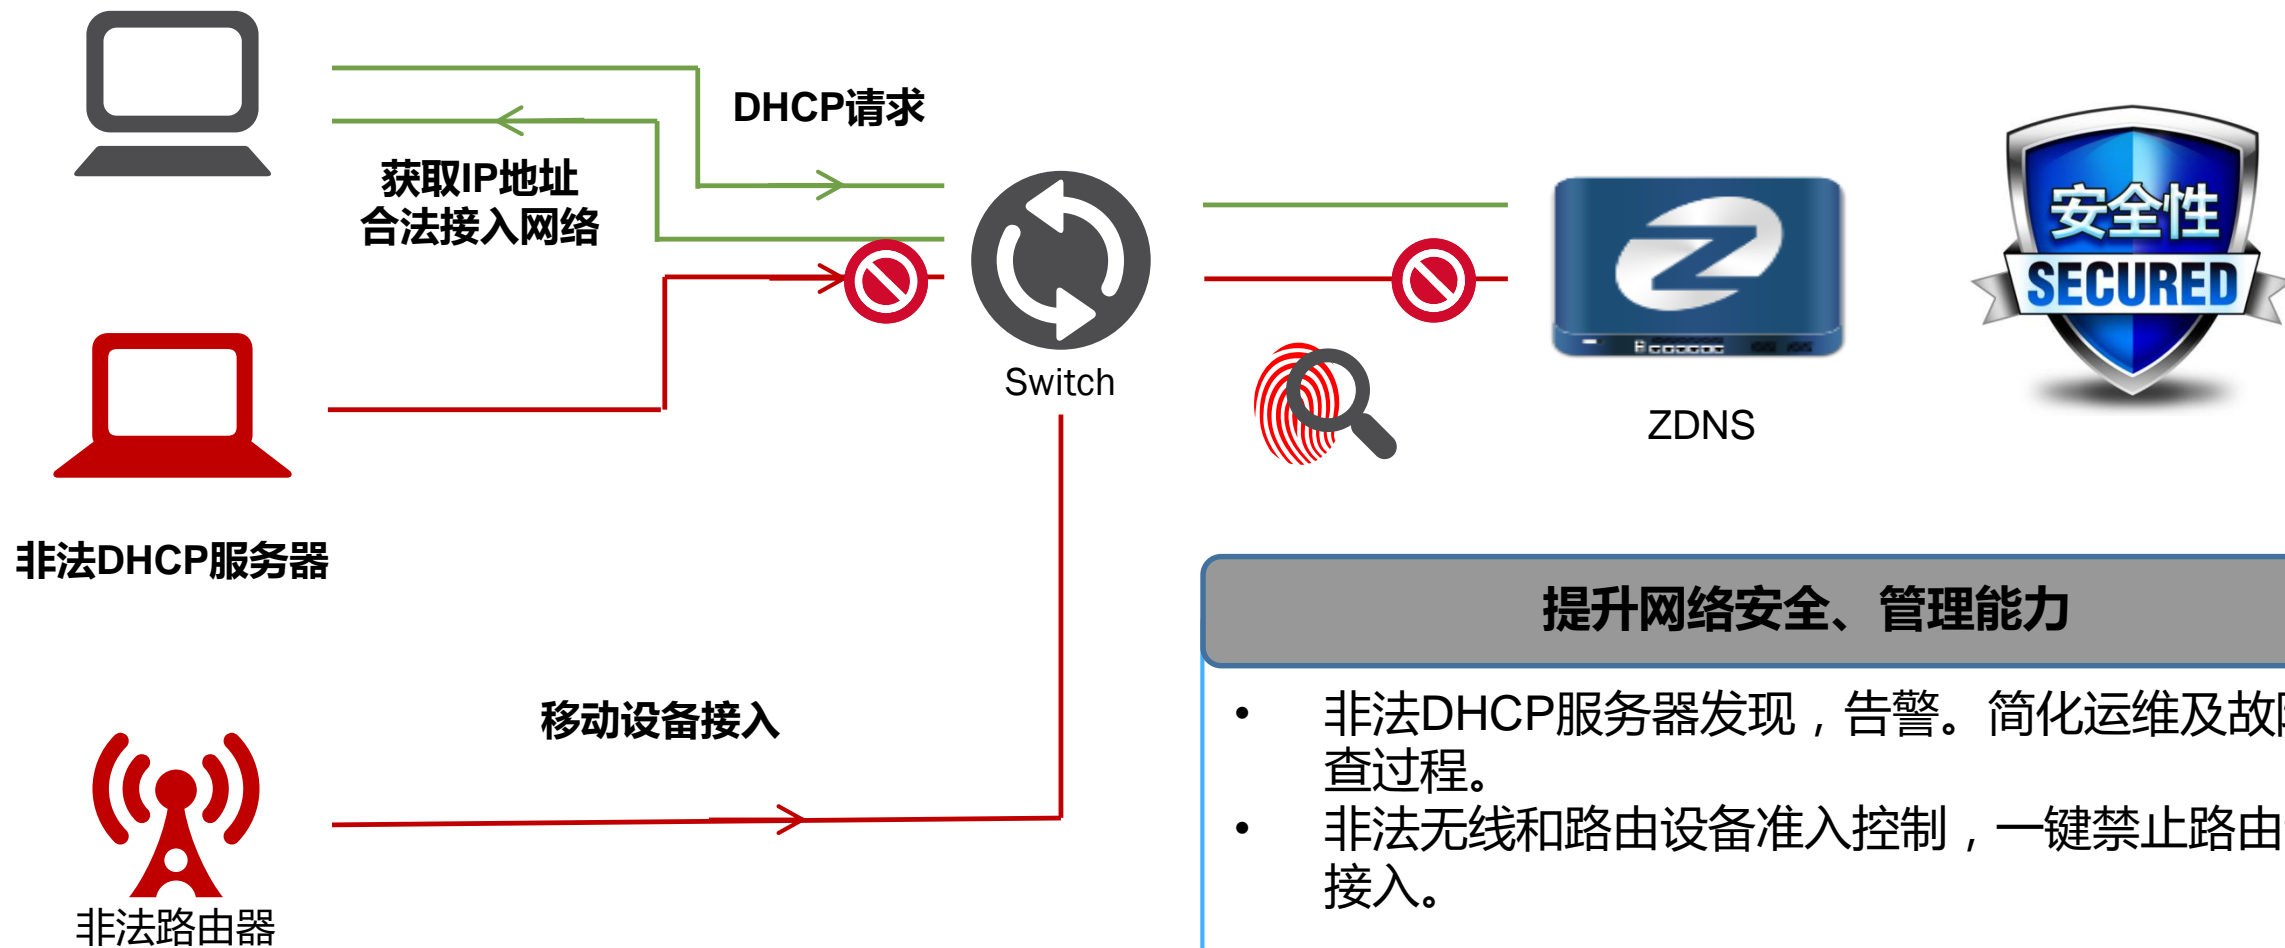 DHCP请求
获取IP地址
合法接入网络
Switch
ZDNS
安全性
SECURED
非法DHCP服务器
移动设备接入
非法路由器
提升网络安全、管理能力
• 非法DHCP服务器发现，告警。简化运维及故
查过程。
• 非法无线和路由设备准入控制，一键禁止路由
接入。